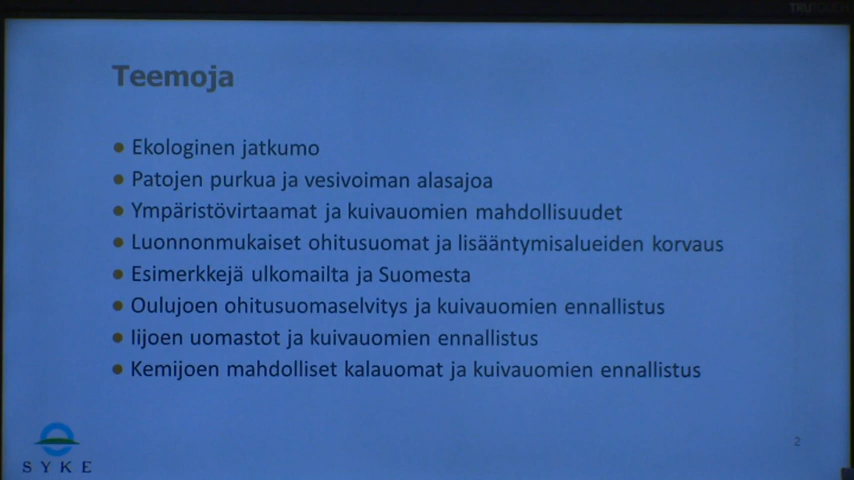 Teemoja
● Ekologinen jatkumo
● Patojen purkua ja vesivoiman alasajoa
● Ympäristövirtaamat ja kuivauomien mahdollisuudet
● Luonnonmukaiset ohitusuomat ja lisääntymisalueiden korvaus
● Esimerkkejä ulkomailta ja Suomesta
● Oulujoen ohitusuomaselvitys ja kuivauomien ennallistus
● Iijoen uomastot ja kuivauomien ennallistus
● Kemijoen mahdolliset kalauomat ja kuivauomien ennallistus
SYKE
2